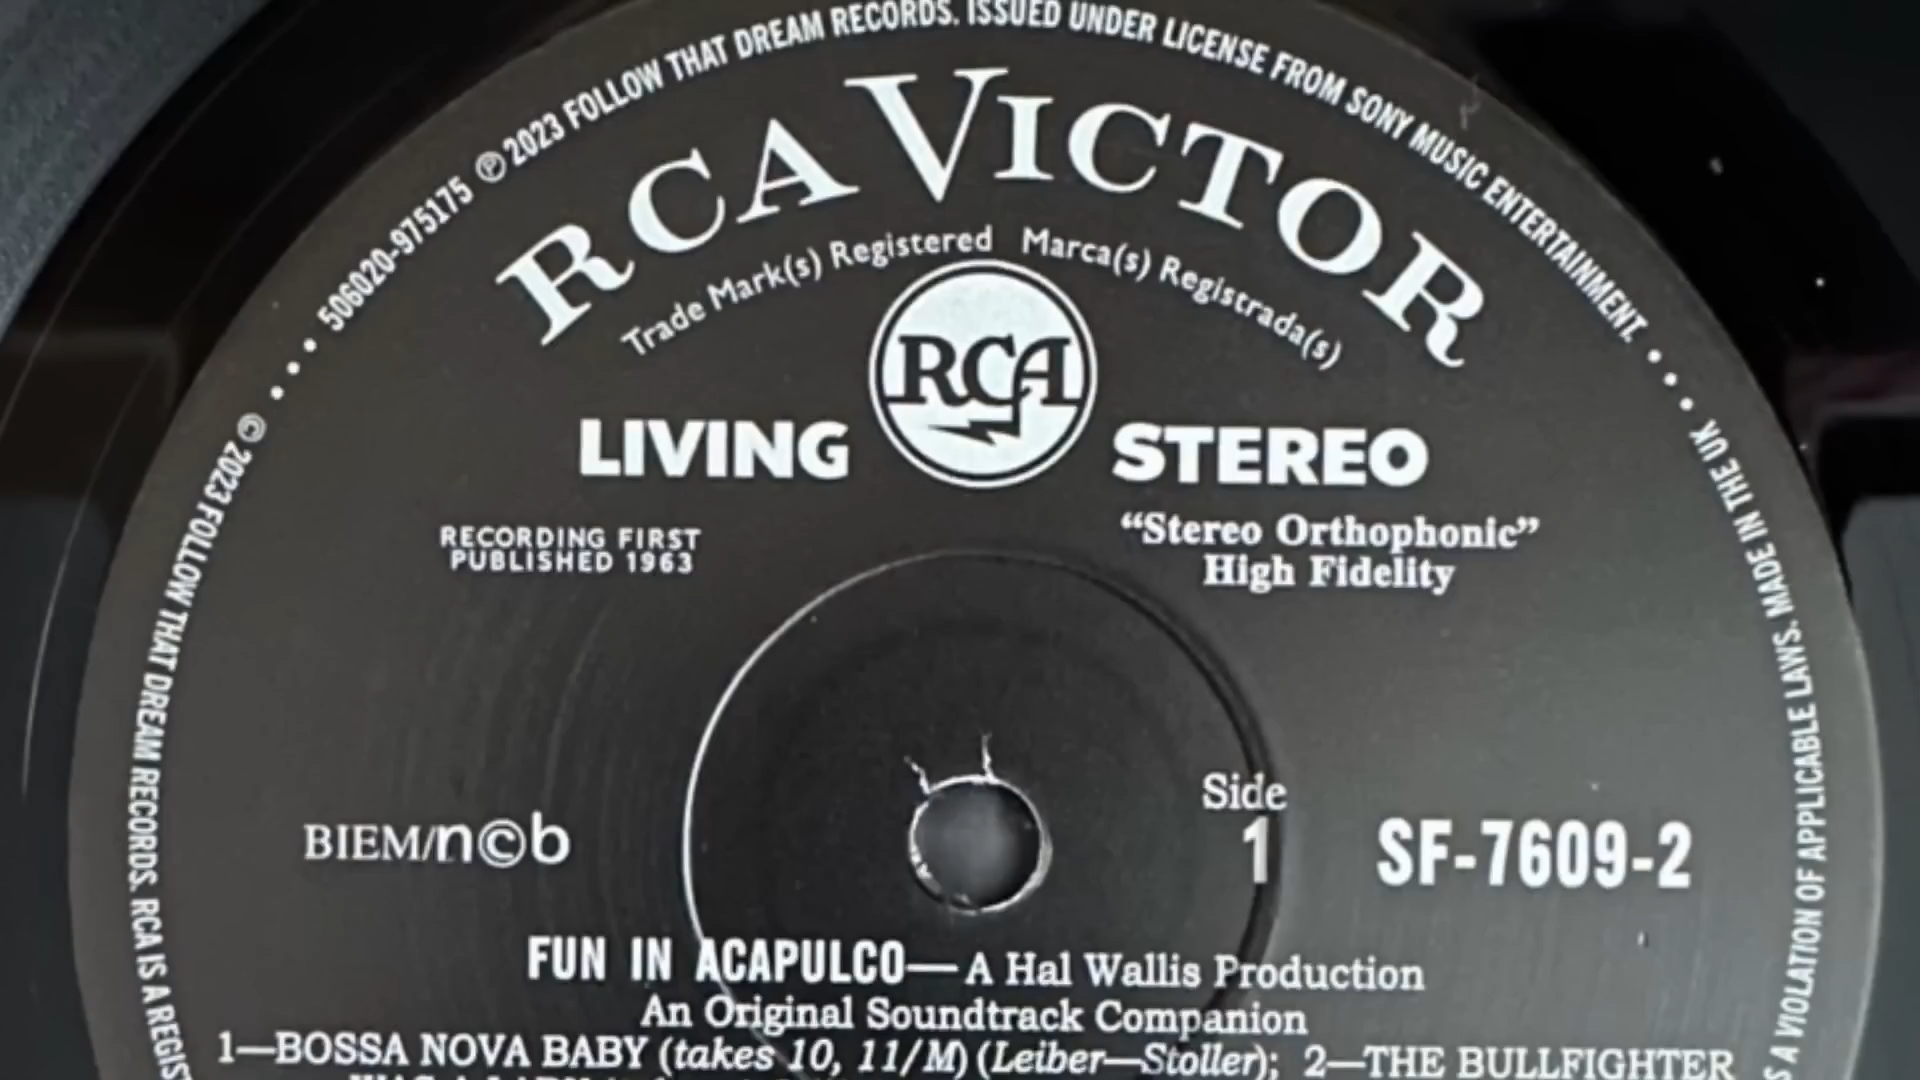 506020-975175 ℗ 2023 FOLLOW THAT DREAM RECORDS. ISSUED UNDER LICENSE FROM SONY MUSIC ENTERTAINMENT.
RCA VICTOR
Trade Mark(s) Registered Marca(s) Registrada(s)
RCA
LIVING STEREO
RECORDING FIRST
PUBLISHED 1963
“Stereo Orthophonic”
High Fidelity
© 2023 FOLLOW THAT DREAM RECORDS. RCA IS A
A VIOLATION OF APPLICABLE LAWS. MADE IN THE UK
BIEM/n©b
Side
1
SF-7609-2
FUN IN ACAPULCO—A Hal Wallis Production
An Original Soundtrack Companion
1—BOSSA NOVA BABY (takes 10, 11/M) (Leiber—Stoller); 2—THE BULLFIGHTER